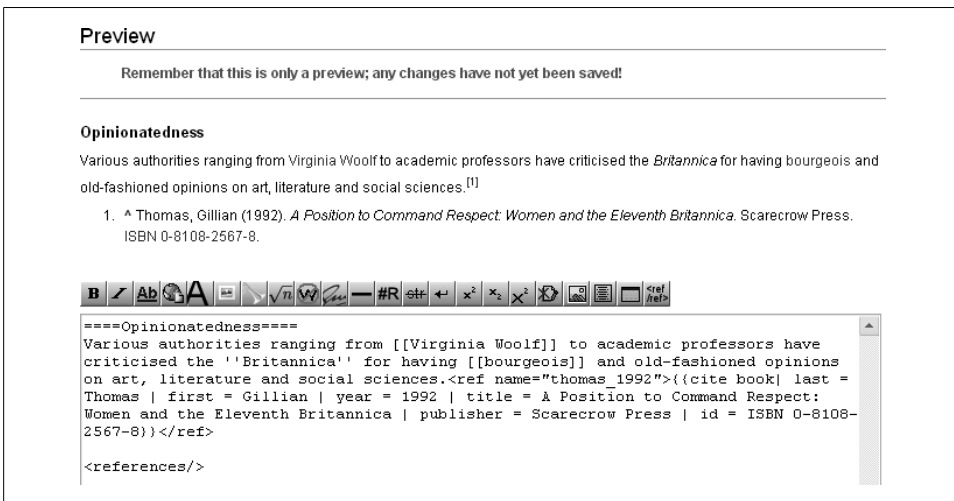 Preview
Remember that this is only a preview; any changes have not yet been saved!
Opinionatedness
Various authorities ranging from Virginia Woolf to academic professors have criticised the Britannica for having bourgeois and
old-fashioned opinions on art, literature and social sciences.[1]
1. ^ Thomas, Gillian (1992). A Position to Command Respect: Women and the Eleventh Britannica. Scarecrow Press.
ISBN 0-8108-2567-8.
B I Ab A √n W — #R str ↵ x² x₂ x² <ref /ref>
====Opinionatedness====
Various authorities ranging from [[Virginia Woolf]] to academic professors have
criticised the ''Britannica'' for having [[bourgeois]] and old-fashioned opinions
on art, literature and social sciences.<ref name="thomas_1992">{{cite book| last =
Thomas | first = Gillian | year = 1992 | title = A Position to Command Respect:
Women and the Eleventh Britannica | publisher = Scarecrow Press | id = ISBN 0-8108-
2567-8}}</ref>
<references/>